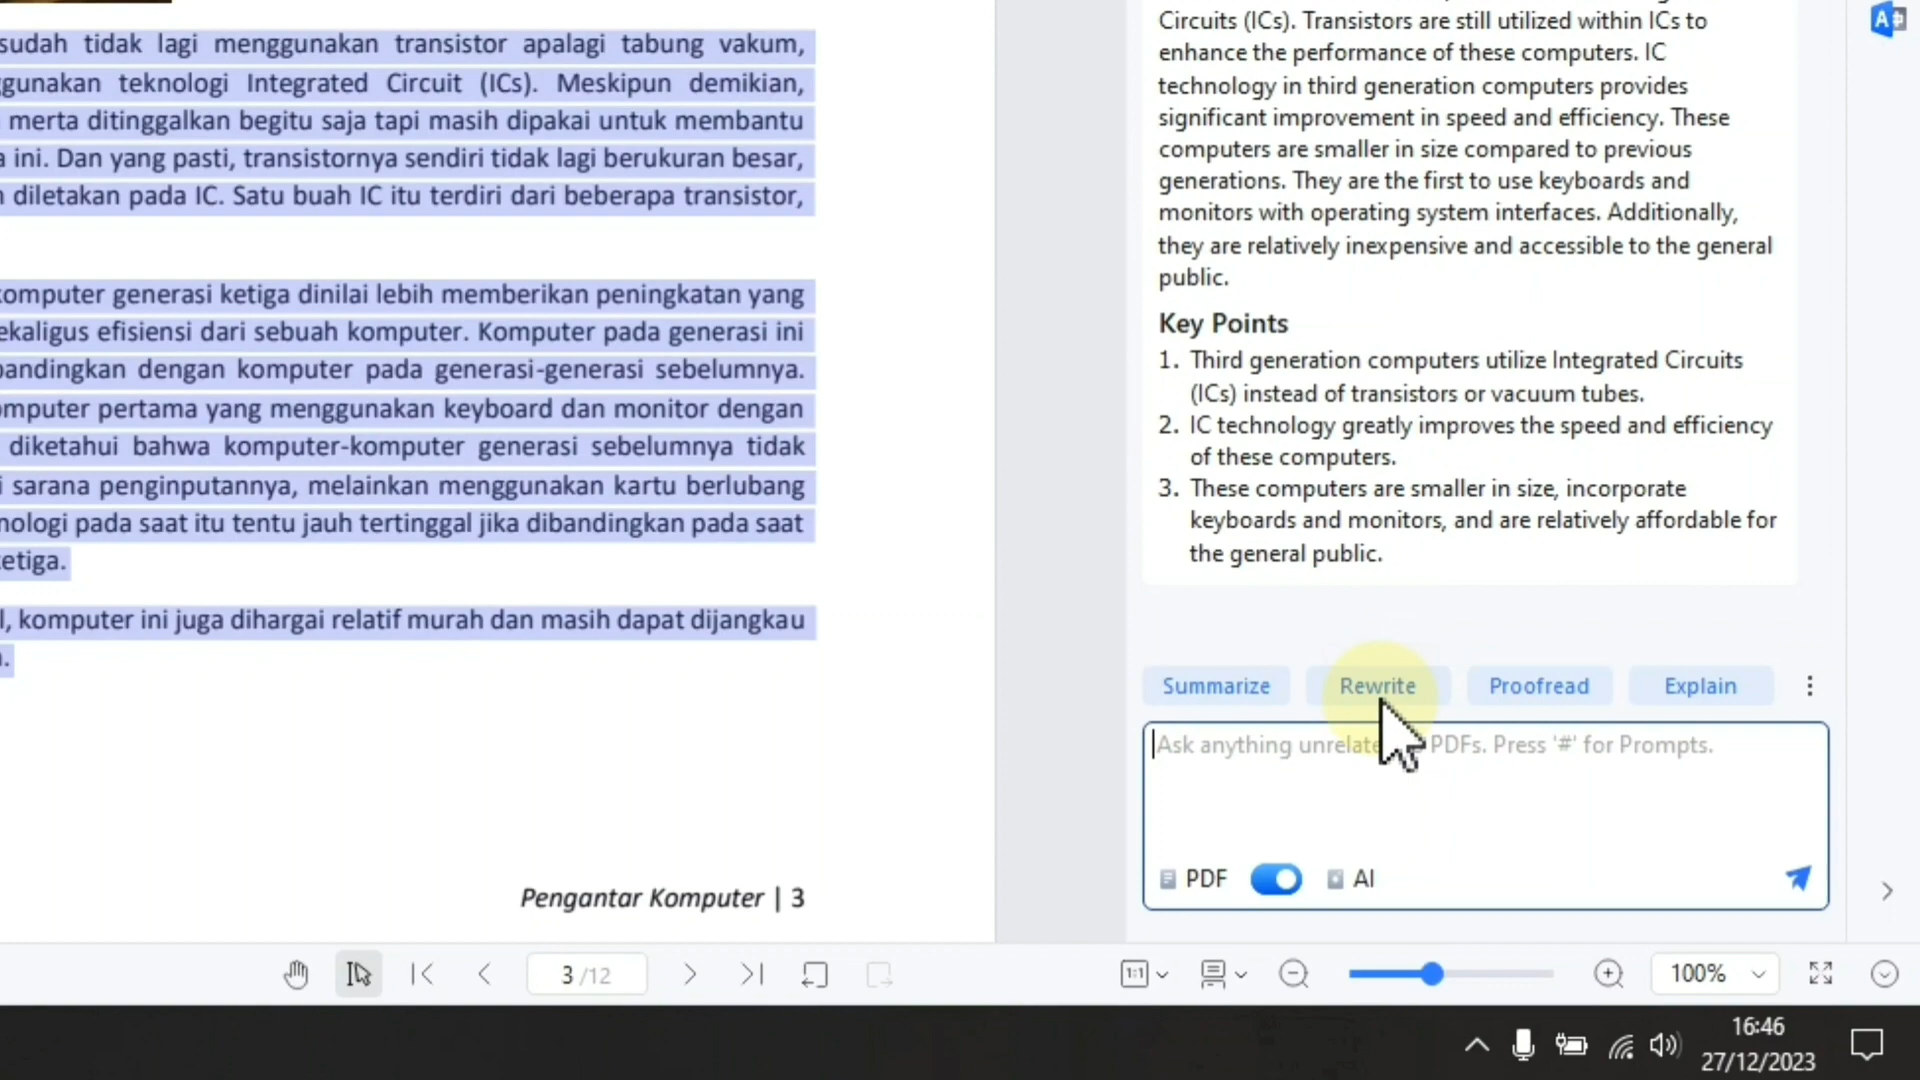 sudah tidak lagi menggunakan transistor apalagi tabung vakum,
gunakan teknologi Integrated Circuit (ICs). Meskipun demikian,
merta ditinggalkan begitu saja tapi masih dipakai untuk membantu
ini. Dan yang pasti, transistornya sendiri tidak lagi berukuran besar,
diletakan pada IC. Satu buah IC itu terdiri dari beberapa transistor,
komputer generasi ketiga dinilai lebih memberikan peningkatan yang
ekaligus efisiensi dari sebuah komputer. Komputer pada generasi ini
bandingkan dengan komputer pada generasi-generasi sebelumnya.
omputer pertama yang menggunakan keyboard dan monitor dengan
diketahui bahwa komputer-komputer generasi sebelumnya tidak
i sarana penginputannya, melainkan menggunakan kartu berlubang
nologi pada saat itu tentu jauh tertinggal jika dibandingkan pada saat
etiga.
l, komputer ini juga dihargai relatif murah dan masih dapat dijangkau
Pengantar Komputer | 3
Circuits (ICs). Transistors are still utilized within ICs to
enhance the performance of these computers. IC
technology in third generation computers provides
significant improvement in speed and efficiency. These
computers are smaller in size compared to previous
generations. They are the first to use keyboards and
monitors with operating system interfaces. Additionally,
they are relatively inexpensive and accessible to the general
public.
Key Points
1. Third generation computers utilize Integrated Circuits
(ICs) instead of transistors or vacuum tubes.
2. IC technology greatly improves the speed and efficiency
of these computers.
3. These computers are smaller in size, incorporate
keyboards and monitors, and are relatively affordable for
the general public.
Summarize Rewrite Proofread Explain
Ask anything unrelate PDFs. Press '#' for Prompts.
PDF AI
3 /12
1:1
100%
16:46
27/12/2023